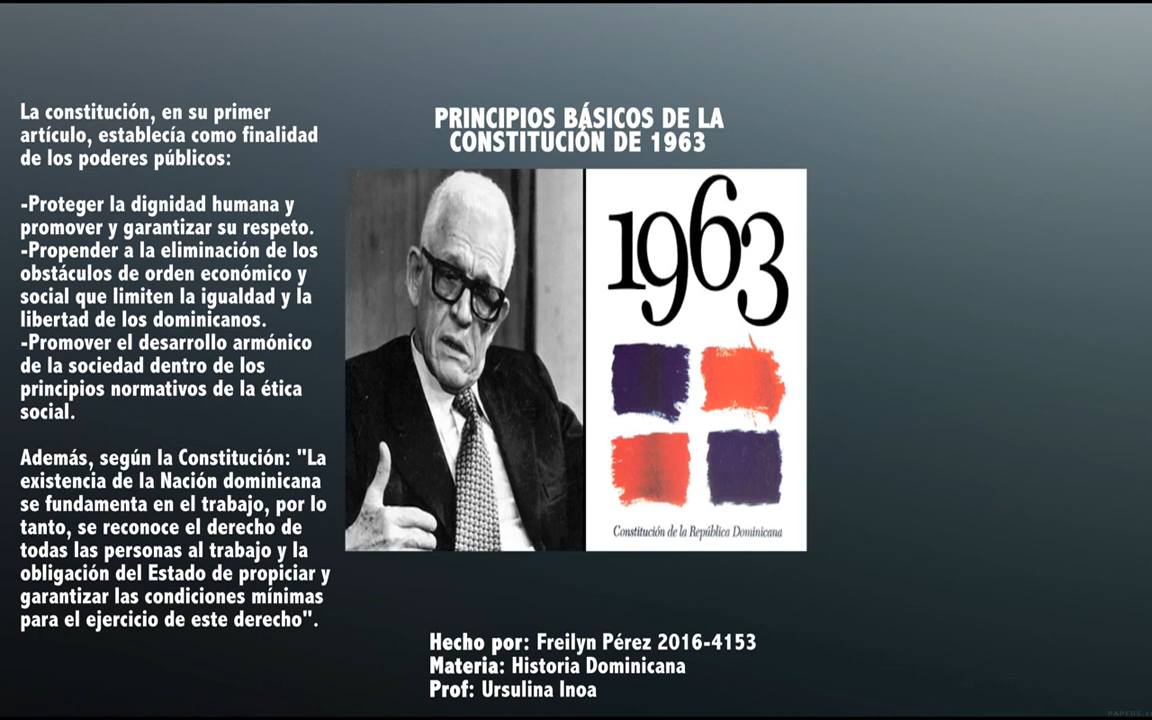 La constitución, en su primer
artículo, establecía como finalidad
de los poderes públicos:
-Proteger la dignidad humana y
promover y garantizar su respeto.
-Propender a la eliminación de los
obstáculos de orden económico y
social que limiten la igualdad y la
libertad de los dominicanos.
-Promover el desarrollo armónico
de la sociedad dentro de los
principios normativos de la ética
social.
Además, según la Constitución: "La
existencia de la Nación dominicana
se fundamenta en el trabajo, por lo
tanto, se reconoce el derecho de
todas las personas al trabajo y la
obligación del Estado de propiciar y
garantizar las condiciones mínimas
para el ejercicio de este derecho".
PRINCIPIOS BÁSICOS DE LA
CONSTITUCIÓN DE 1963
1963
Constitución de la República Dominicana
Hecho por: Freilyn Pérez 2016-4153
Materia: Historia Dominicana
Prof: Ursulina Inoa